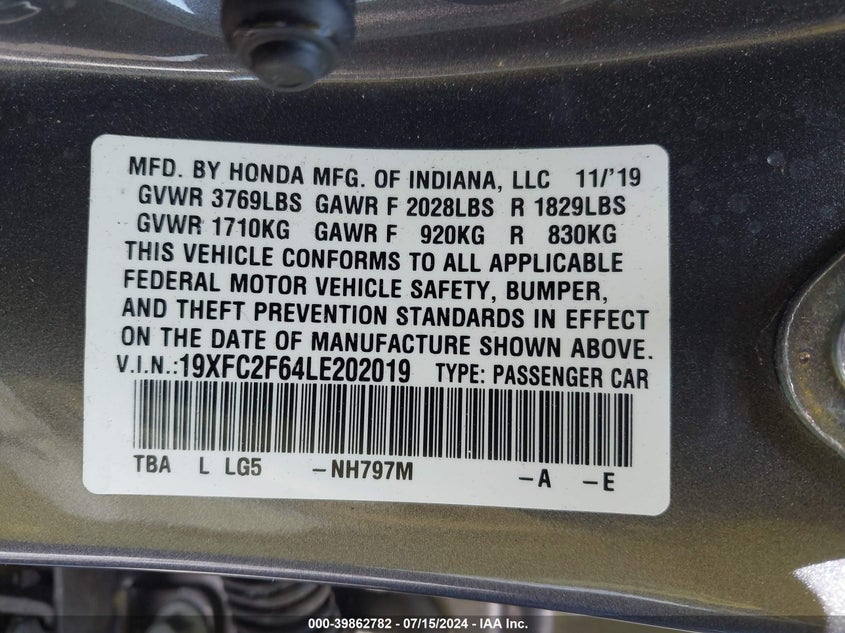 MFD. BY HONDA MFG. OF INDIANA, LLC 11/'19
GVWR 3769LBS GAWR F 2028LBS R 1829LBS
GVWR 1710KG GAWR F 920KG R 830KG
THIS VEHICLE CONFORMS TO ALL APPLICABLE
FEDERAL MOTOR VEHICLE SAFETY, BUMPER,
AND THEFT PREVENTION STANDARDS IN EFFECT
ON THE DATE OF MANUFACTURE SHOWN ABOVE.
V.I.N.:19XFC2F64LE202019 TYPE: PASSENGER CAR
TBA L LG5 –NH797M –A –E
000-39862782 - 07/15/2024 - IAA Inc.